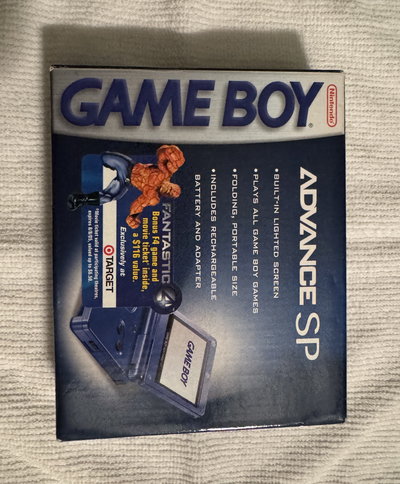 GAME BOY®
Nintendo®
ADVANCE SP
•BUILT-IN LIGHTED SCREEN
•PLAYS ALL GAME BOY GAMES
•FOLDING, PORTABLE SIZE
•INCLUDES RECHARGEABLE
BATTERY AND ADAPTER
FANTASTIC
Bonus F4 game and
movie ticket* inside,
a $116 value.
Exclusively at
TARGET
GAME BOY